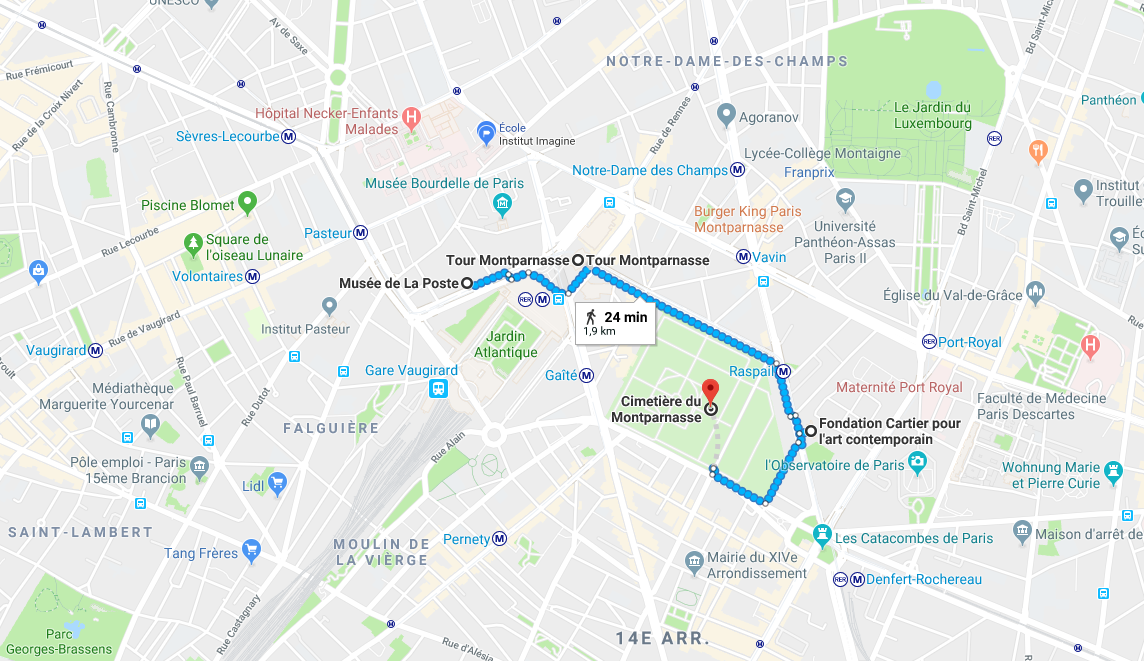 UNESCO
Av. de Saxe
Rue Frémicourt
Rue de la Croix Nivert
Rue Cambronne
NOTRE-DAME-DES-CHAMPS
Bd Saint-Michel
Panthéon
Le Jardin du
Luxembourg
Agoranov
Rue de Rennes
Hôpital Necker-Enfants
Malades
H
École
Institut Imagine
Sèvres-Lecourbe
M
RER
Lycée-Collège Montaigne
Franprix
Notre-Dame des Champs
M
Musée Bourdelle de Paris
Institut
Trouille
Piscine Blomet
Burger King Paris
Montparnasse
Université
Panthéon-Assas
Paris II
Bd Saint-Michel
Rue Lecourbe
Pasteur
M
Square de
l'oiseau Lunaire
Volontaires
M
Tour Montparnasse
Tour Montparnasse
Vavin
M
Musée de La Poste
RER
M
Église du Val-de-Grâce
Rue de Vaugirard
Institut Pasteur
24 min
1,9 km
Jardin
Atlantique
Vaugirard
M
RER
Port-Royal
H
Gare Vaugirard
Gaîté
M
Raspail
M
Médiathèque
Marguerite Yourcenar
Rue Paul Barruel
Rue Dutot
Cimetière du
Montparnasse
Maternité Port Royal
Faculté de Médecine
Paris Descartes
FALGUIÈRE
Fondation Cartier pour
l'art contemporain
Rue Alain
Pôle emploi - Paris
15ème Brancion
l'Observatoire de Paris
Wohnung Marie
et Pierre Curie
Lidl
SAINT-LAMBERT
MOULIN DE
LA VIERGE
Pernety
M
Les Catacombes de Paris
Maison d'arrêt de
Tang Frères
Mairie du XIVe
Arrondissement
RER
M
Denfert-Rochereau
Rue Castagnary
Parc
Georges-Brassens
Rue d'Alésia
14E ARR.